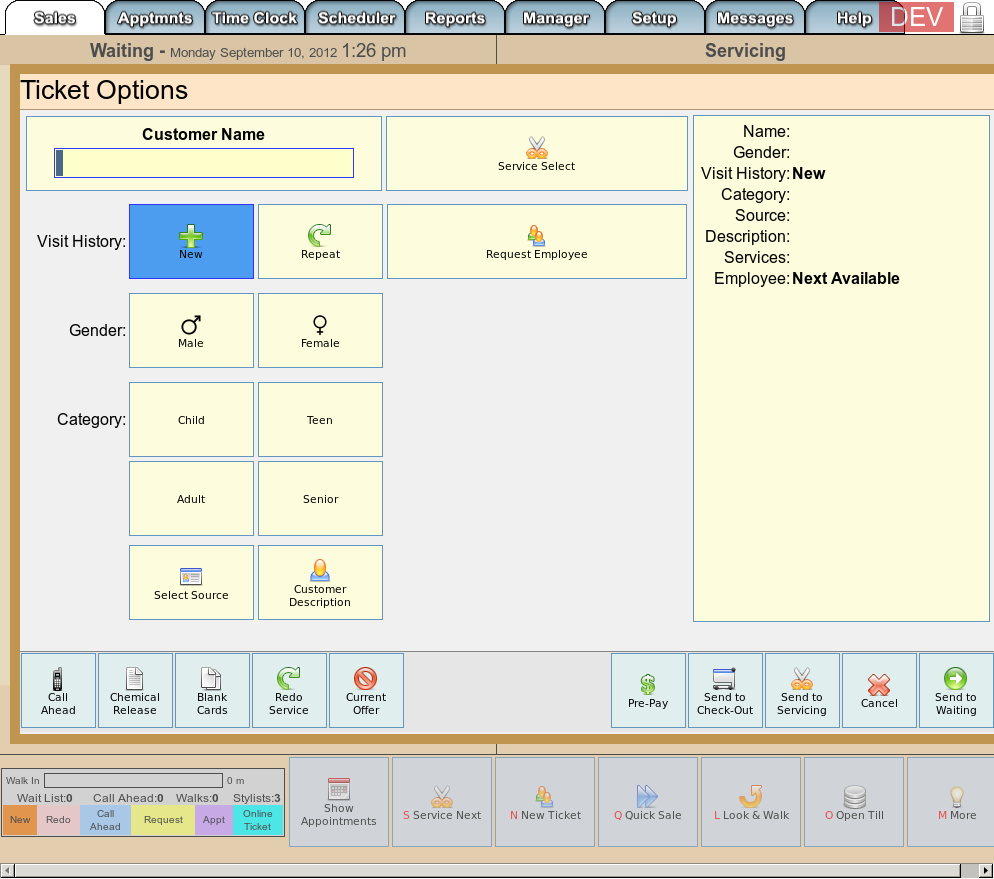 Sales Apptmnts Time Clock Scheduler Reports Manager Setup Messages Help DEV
Waiting - Monday September 10, 2012 1:26 pm
Servicing
Ticket Options
Customer Name
Service Select
Visit History:
New
Repeat
Request Employee
Gender:
Male
Female
Category:
Child
Teen
Adult
Senior
Select Source
Customer
Description
Name:
Gender:
Visit History: New
Category:
Source:
Description:
Services:
Employee: Next Available
Call
Ahead
Chemical
Release
Blank
Cards
Redo
Service
Current
Offer
Pre-Pay
Send to
Check-Out
Send to
Servicing
Cancel
Send to
Waiting
Walk In 0 m
Wait List:0 Call Ahead:0 Walks:0 Stylists:3
New
Redo
Call
Ahead
Request
Appt
Online
Ticket
Show
Appointments
S Service Next
N New Ticket
Q Quick Sale
L Look & Walk
O Open Till
M More